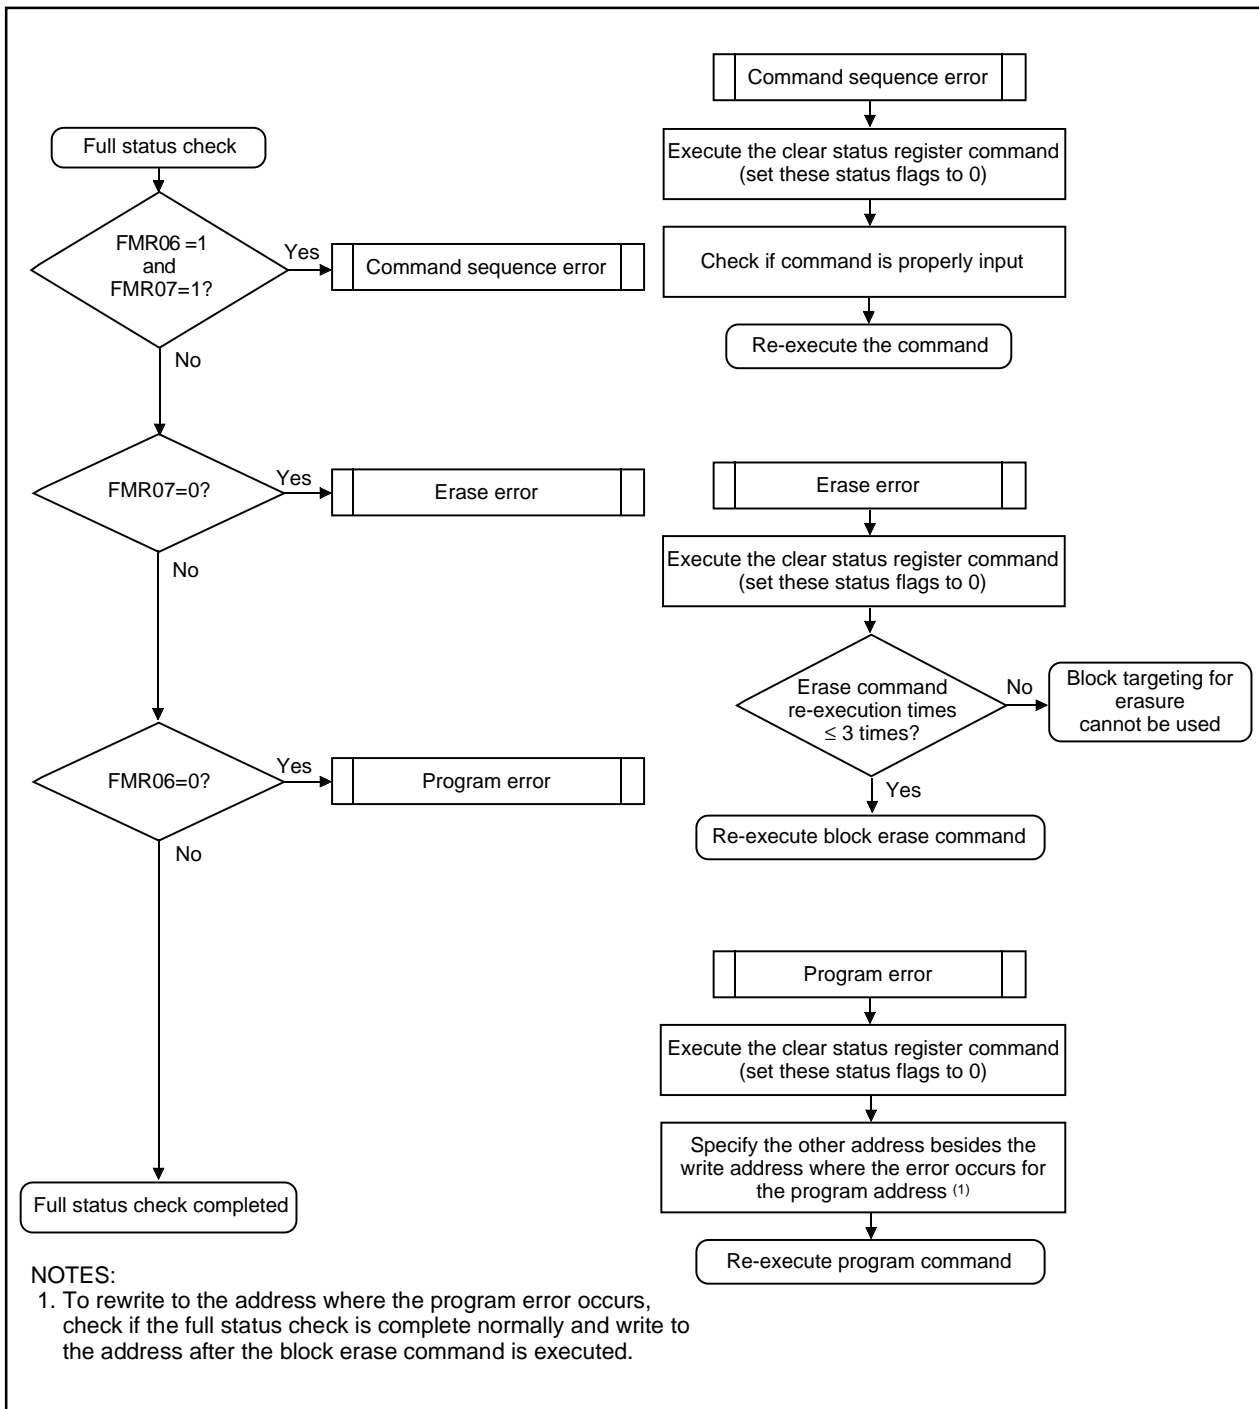 Full status check
FMR06 =1
and
FMR07=1?
Yes
Command sequence error
No
FMR07=0?
Yes
Erase error
No
FMR06=0?
Yes
Program error
No
Full status check completed
Command sequence error
Execute the clear status register command
(set these status flags to 0)
Check if command is properly input
Re-execute the command
Erase error
Execute the clear status register command
(set these status flags to 0)
Erase command
re-execution times
≤ 3 times?
No
Block targeting for
erasure
cannot be used
Yes
Re-execute block erase command
Program error
Execute the clear status register command
(set these status flags to 0)
Specify the other address besides the
write address where the error occurs for
the program address (1)
Re-execute program command
NOTES:
1. To rewrite to the address where the program error occurs,
check if the full status check is complete normally and write to
the address after the block erase command is executed.